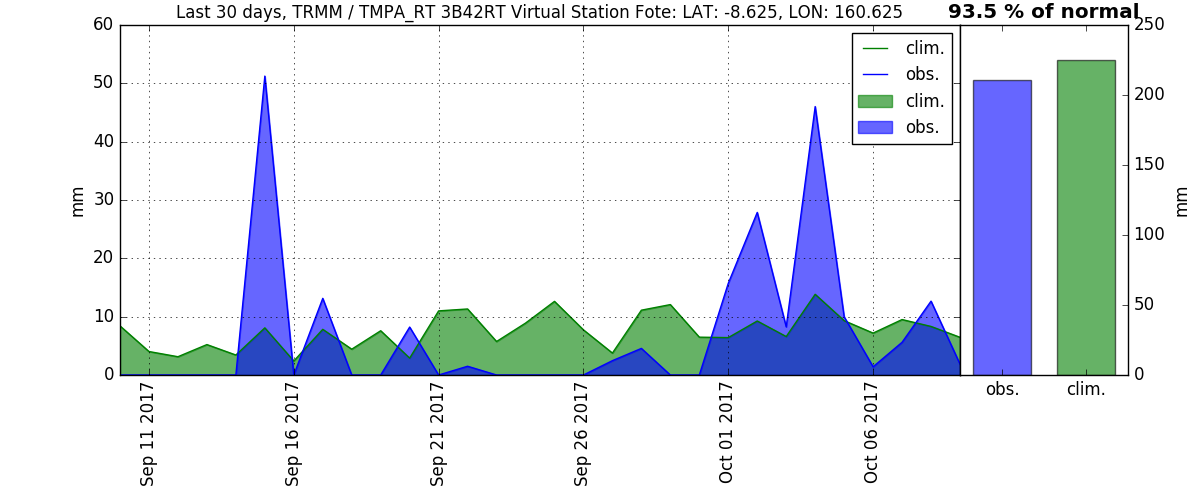 Last 30 days, TRMM / TMPA_RT 3B42RT Virtual Station Fote: LAT: -8.625, LON: 160.625
93.5 % of normal
60
50
40
30
20
10
0
mm
clim.
obs.
clim.
obs.
Sep 11 2017
Sep 16 2017
Sep 21 2017
Sep 26 2017
Oct 01 2017
Oct 06 2017
250
200
150
100
50
0
mm
obs.
clim.